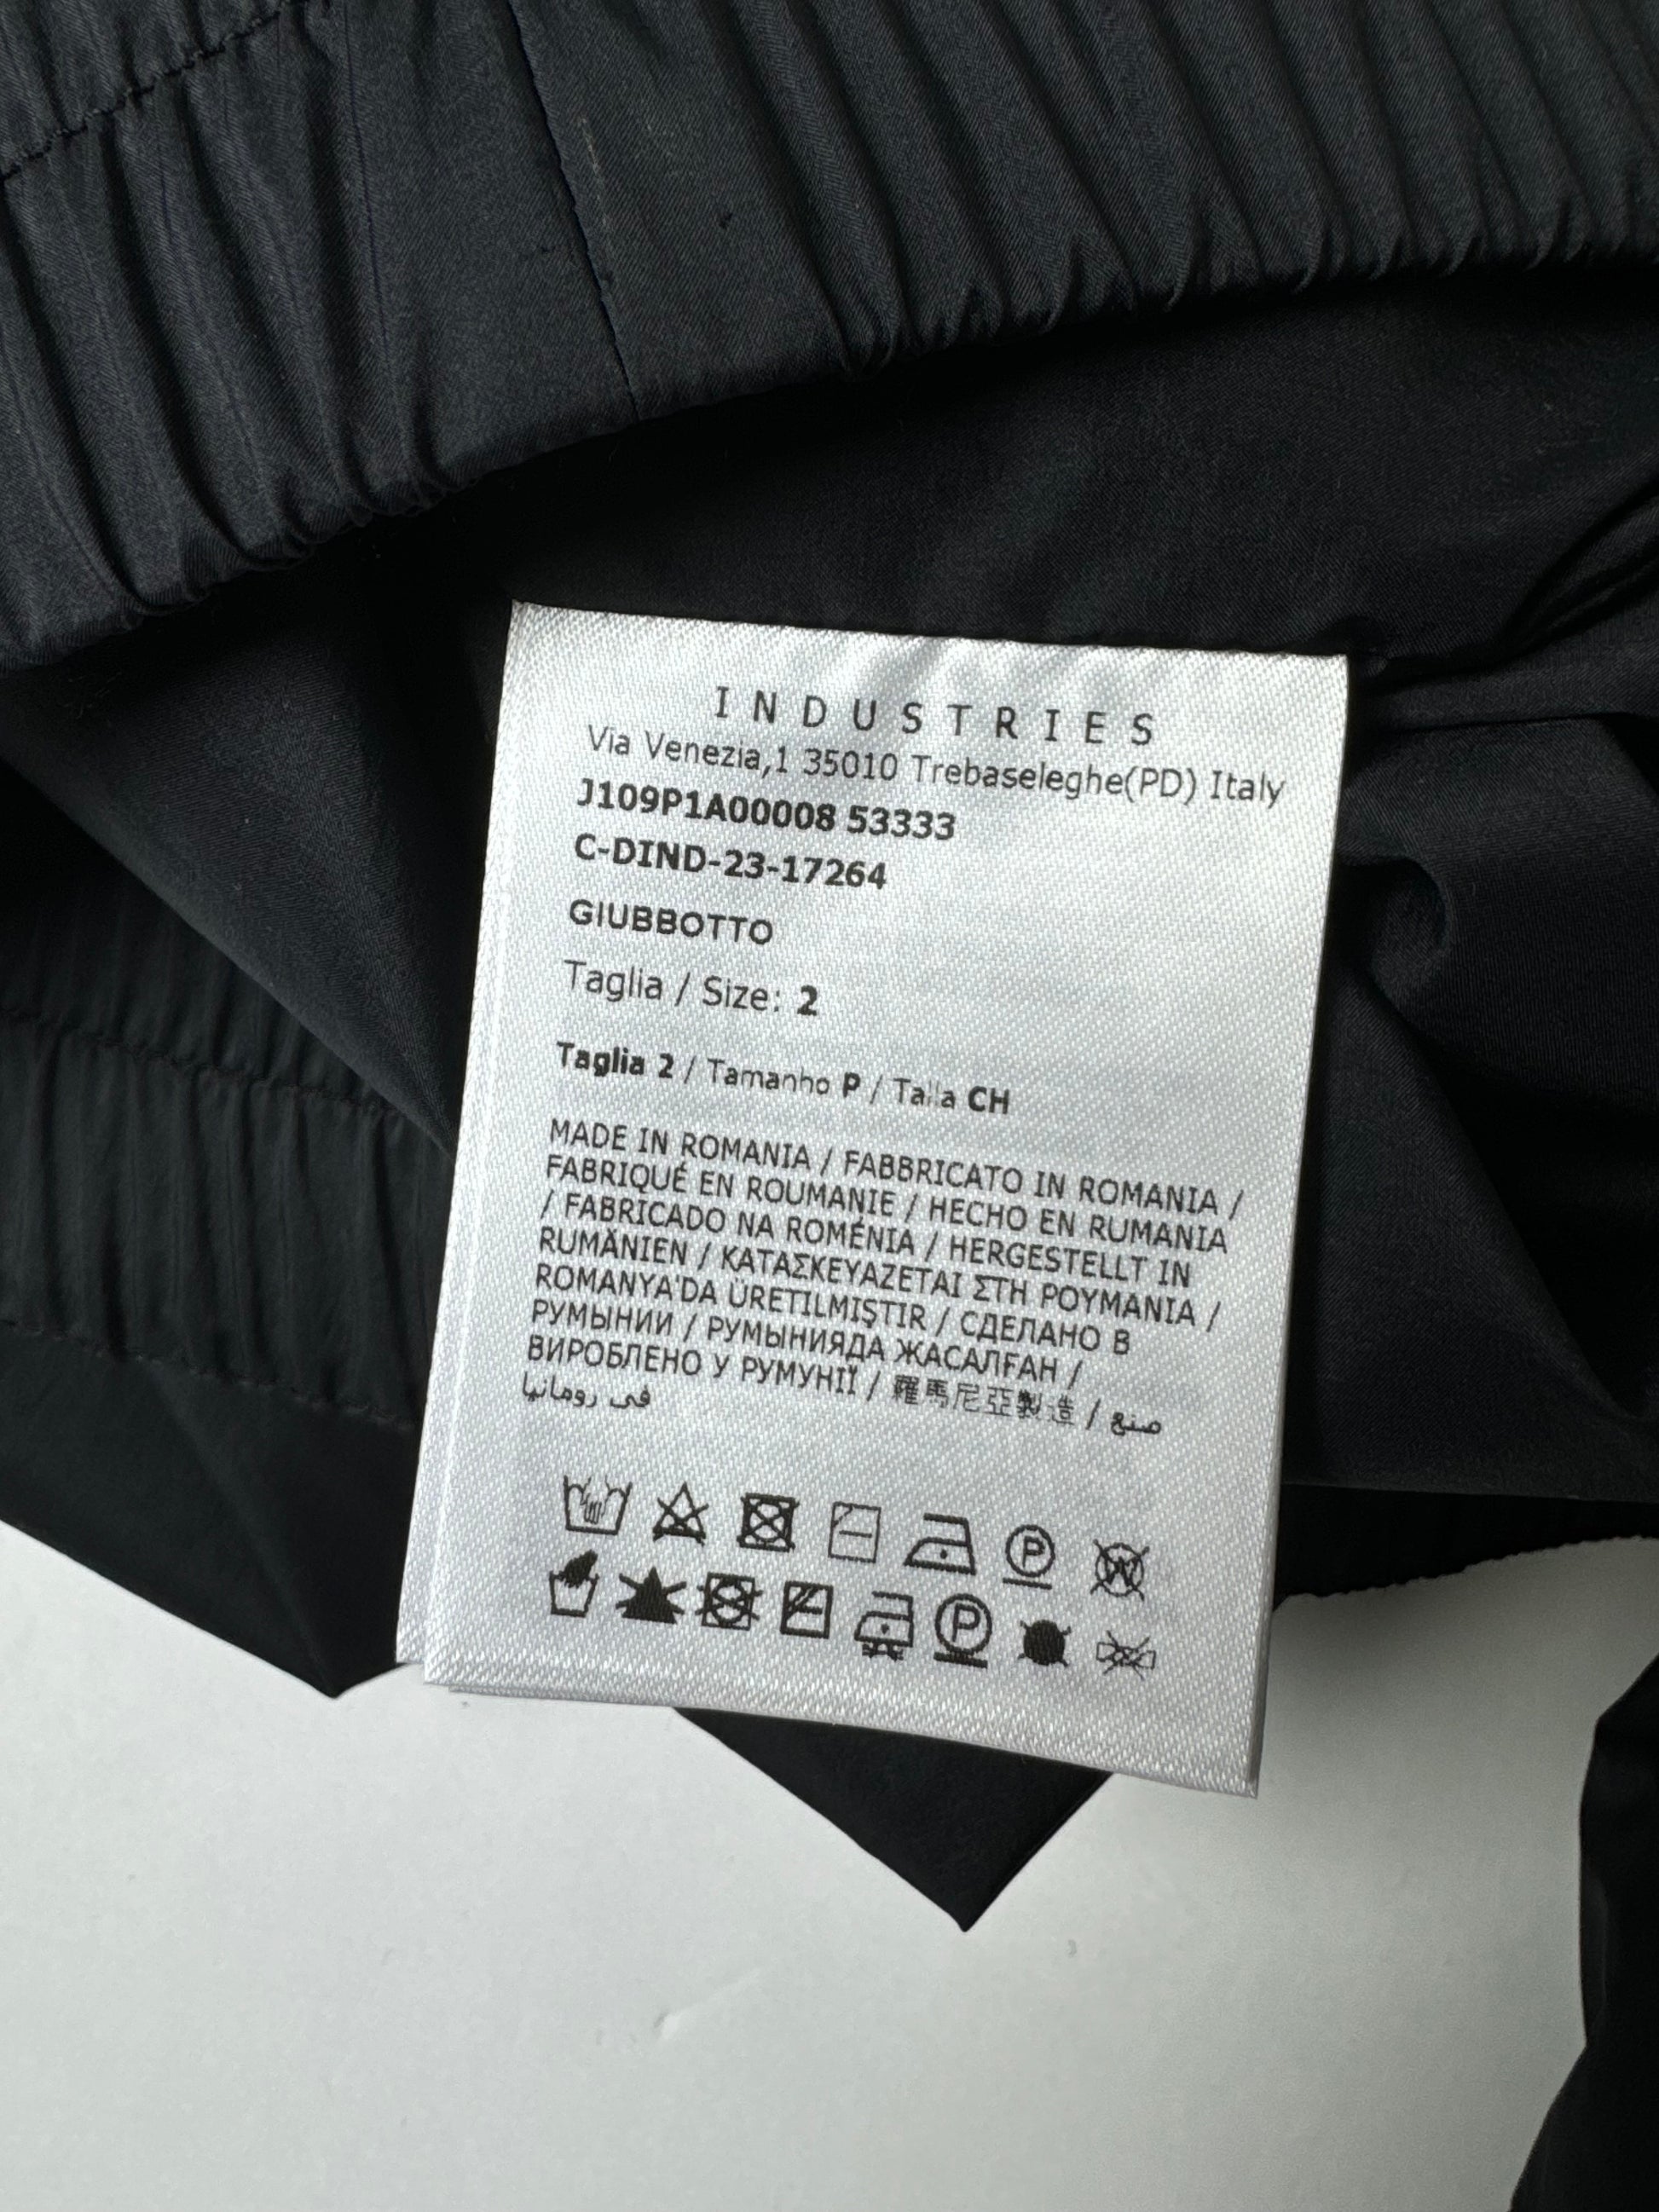 INDUSTRIES
Via Venezia,1 35010 Trebaseleghe(PD) Italy
J109P1A00008 53333
C-DIND-23-17264
GIUBBOTTO
Taglia / Size: 2
Taglia 2 / Tamanho P / Talla CH
MADE IN ROMANIA / FABBRICATO IN ROMANIA /
FABRIQUÉ EN ROUMANIE / HECHO EN RUMANIA
/ FABRICADO NA ROMÉNIA / HERGESTELLT IN
RUMÄNIEN / ΚΑΤΑΣΚΕΥΑΖΕΤΑΙ ΣΤΗ ΡΟΥΜΑΝΙΑ /
ROMANYA'DA ÜRETILMIŞTIR / СДЕЛАНО В
РУМЫНИИ / РУМЫНИЯДА ЖАСАЛҒАН /
ВИРОБЛЕНО У РУМУНІЇ / 羅馬尼亞製造 / صنع
فى رومانيا
P W
P